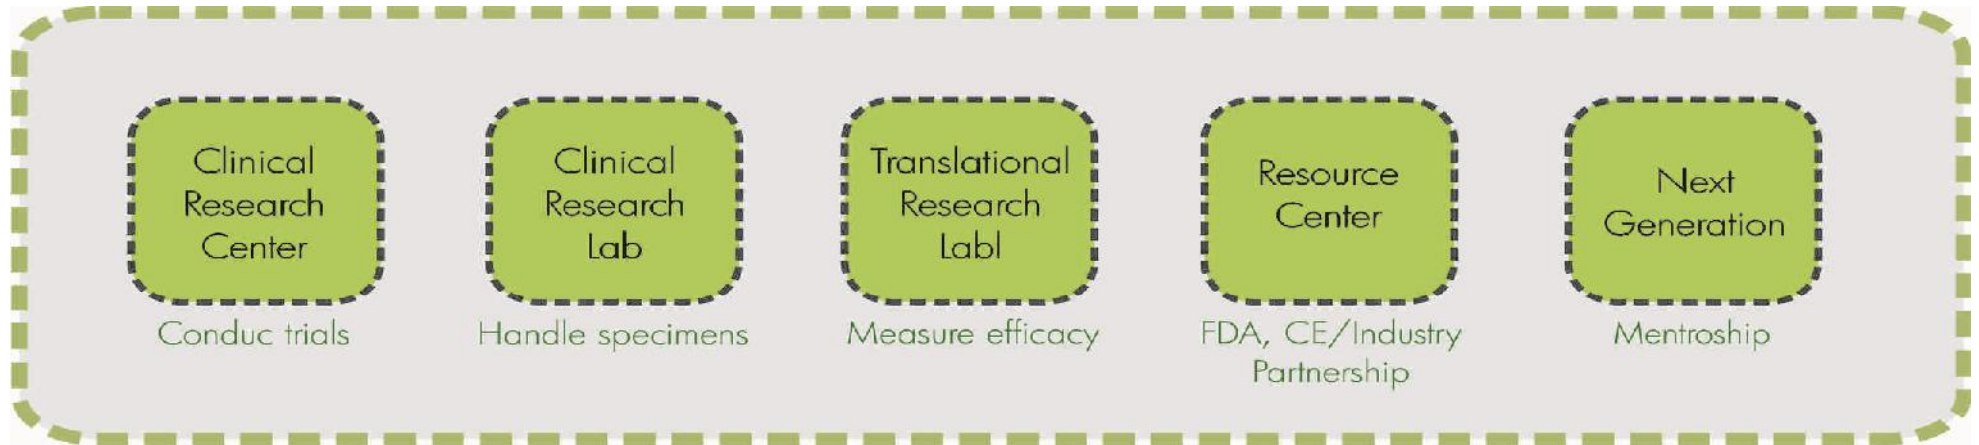 Clinical
Research
Center
Conduc trials
Clinical
Research
Lab
Handle specimens
Translational
Research
Labl
Measure efficacy
Resource
Center
FDA, CE/Industry
Partnership
Next
Generation
Mentroship